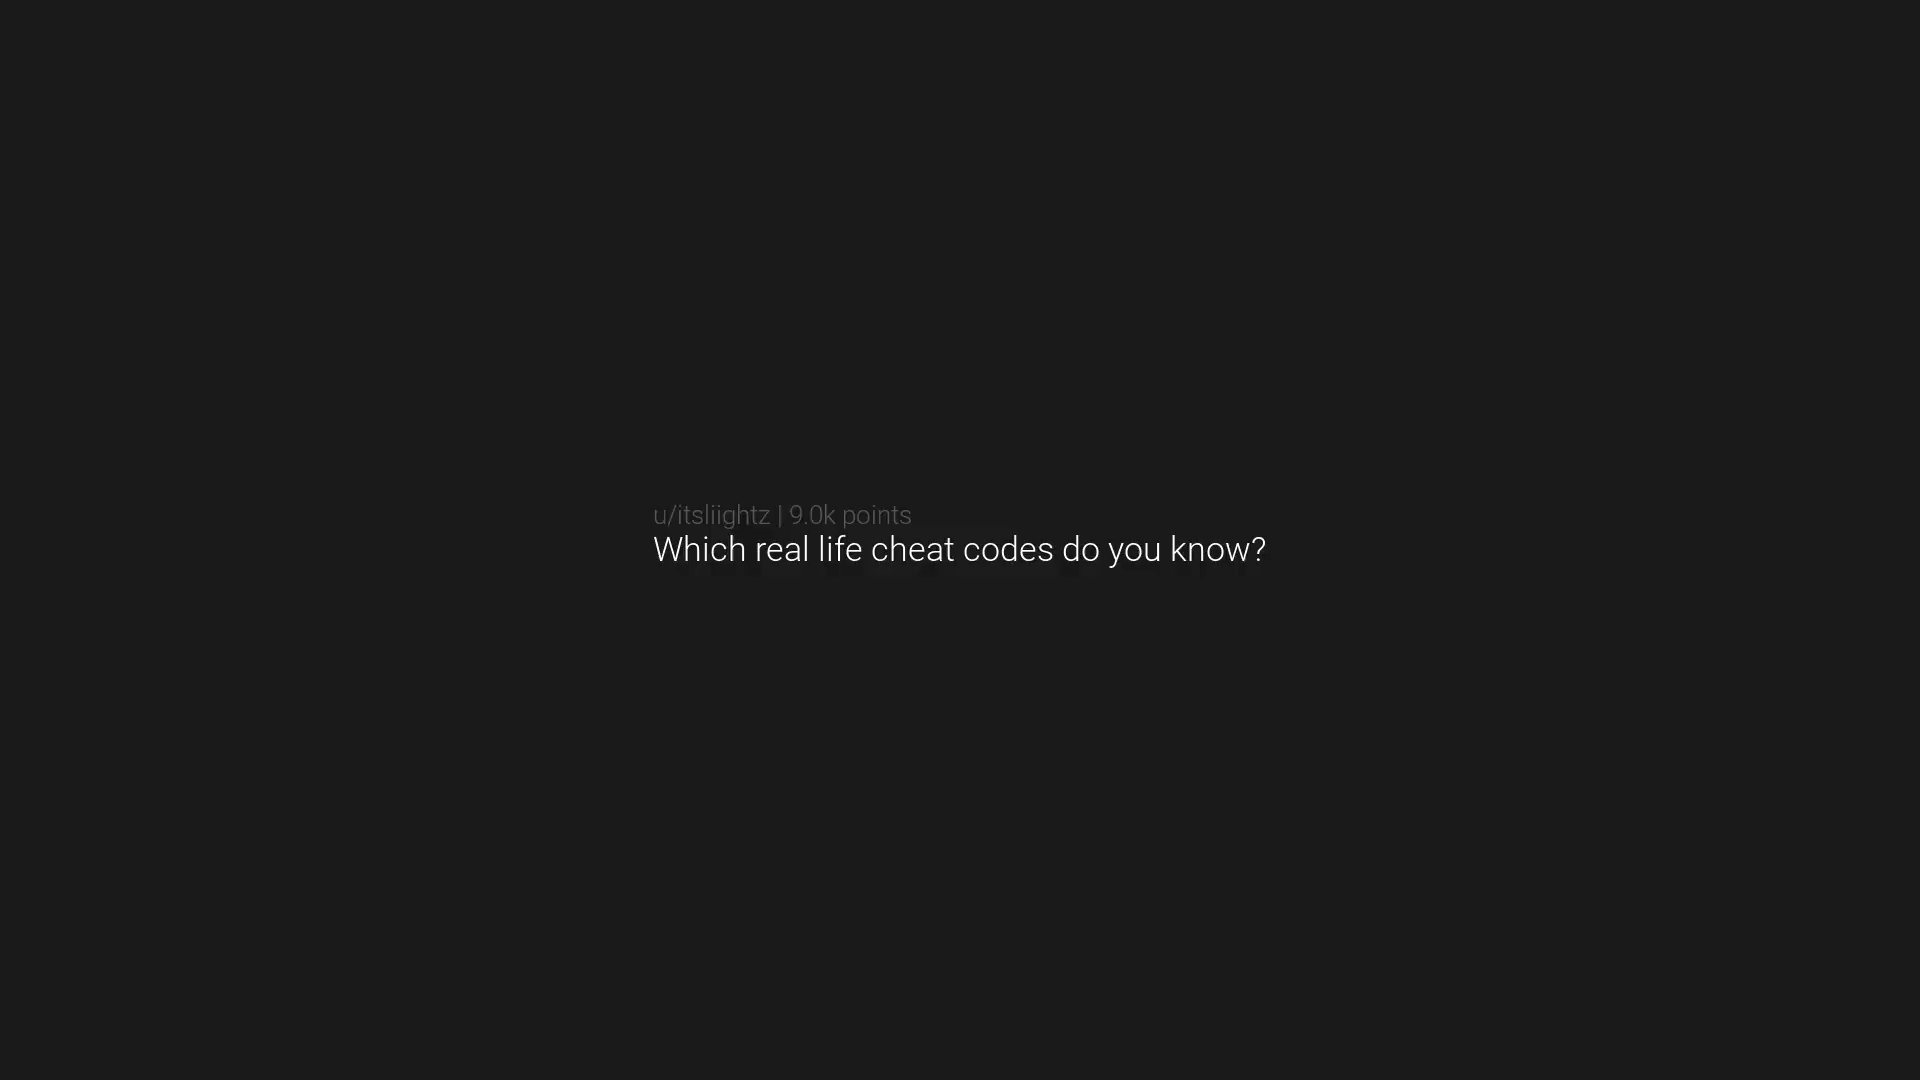 u/itsliightz | 9.0k points
Which real life cheat codes do you know?